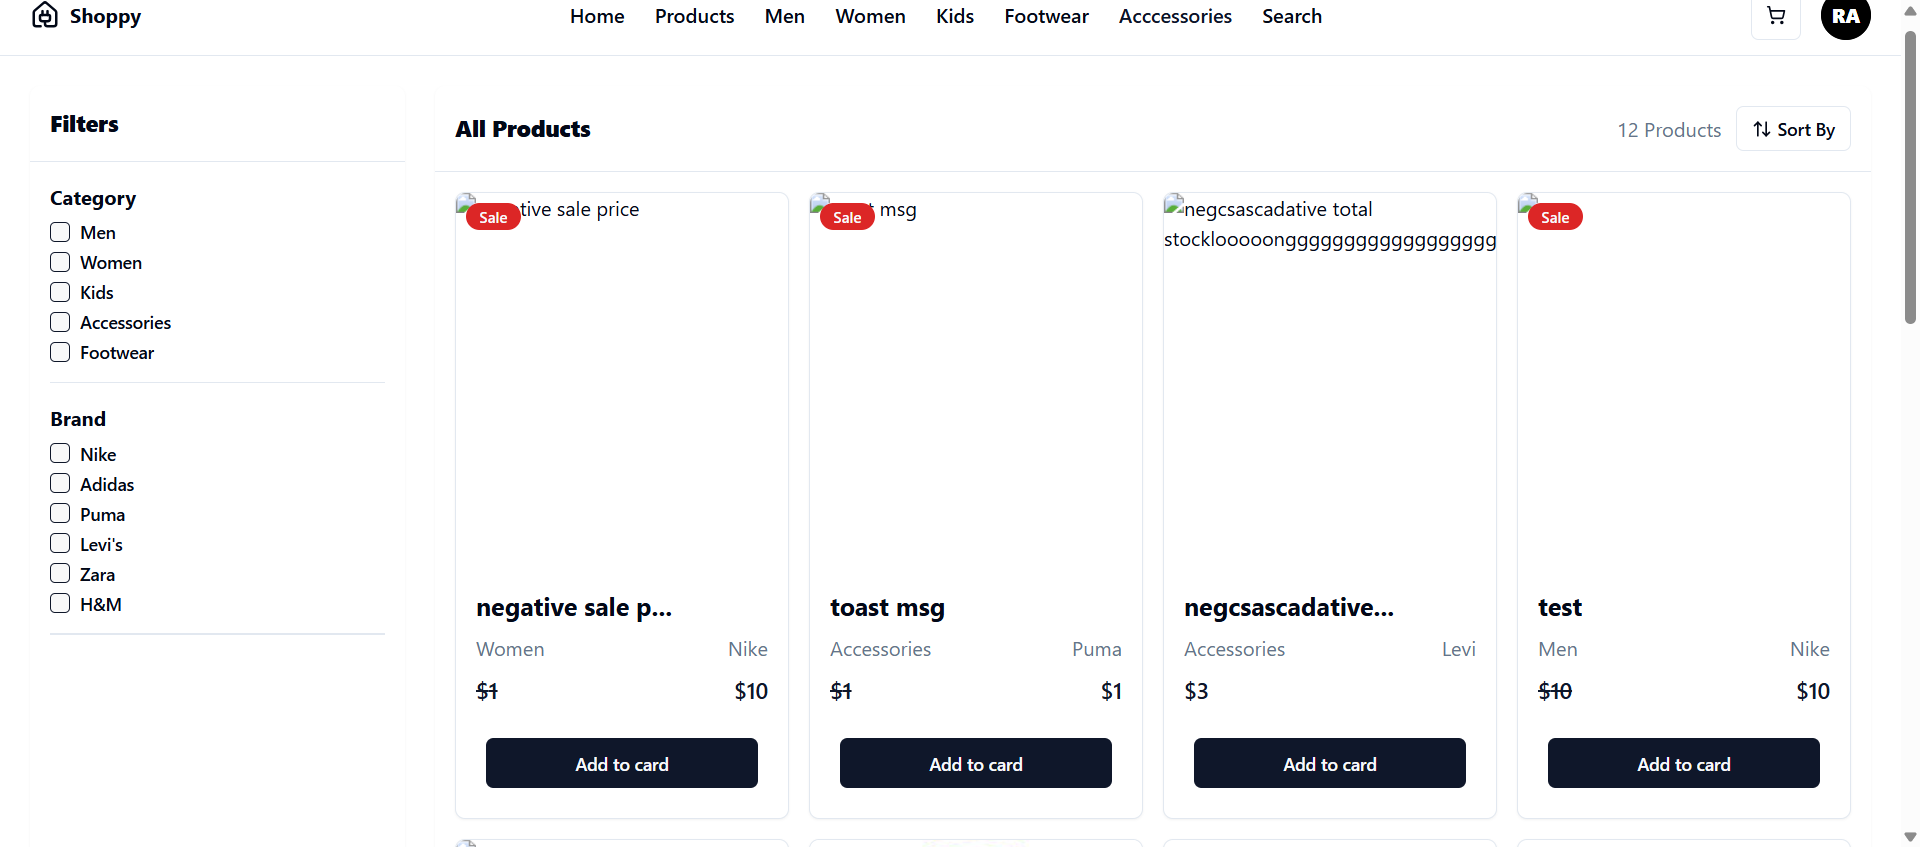 Shoppy
Home Products Men Women Kids Footwear Acccessories Search
RA
Filters
Category
Men
Women
Kids
Accessories
Footwear
Brand
Nike
Adidas
Puma
Levi's
Zara
H&M
All Products
12 Products
Sort By
Sale
tive sale price
negative sale p...
Women Nike
$1 $10
Add to card
Sale
msg
toast msg
Accessories Puma
$1 $1
Add to card
negcsascadative total
stocklooooongggggggggggggggggg
negcsascadative...
Accessories Levi
$3
Add to card
Sale
test
Men Nike
$10 $10
Add to card